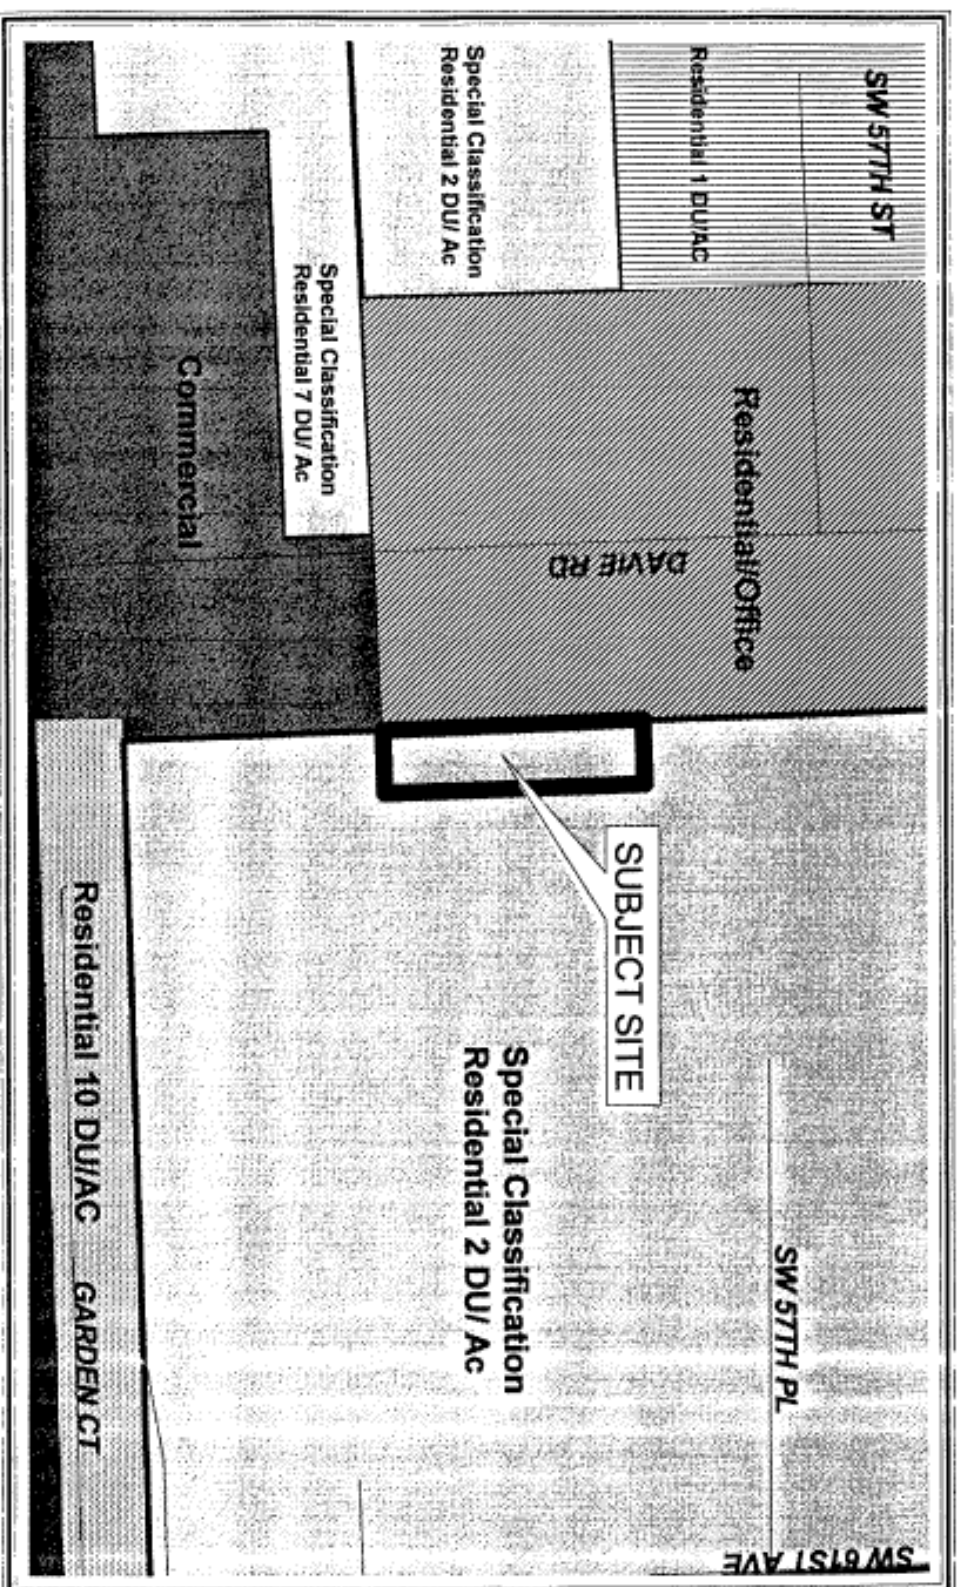 SW 57TH ST
Residential 1 DU/AC
Special Classification
Residential 2 DU/ Ac
Residential/Office
DAVIE RD
Special Classification
Residential 7 DU/ Ac
Commercial
SUBJECT SITE
SW 57TH PL
Special Classification
Residential 2 DU/ Ac
SW 61ST AVE
Residential 10 DU/AC
GARDEN CT